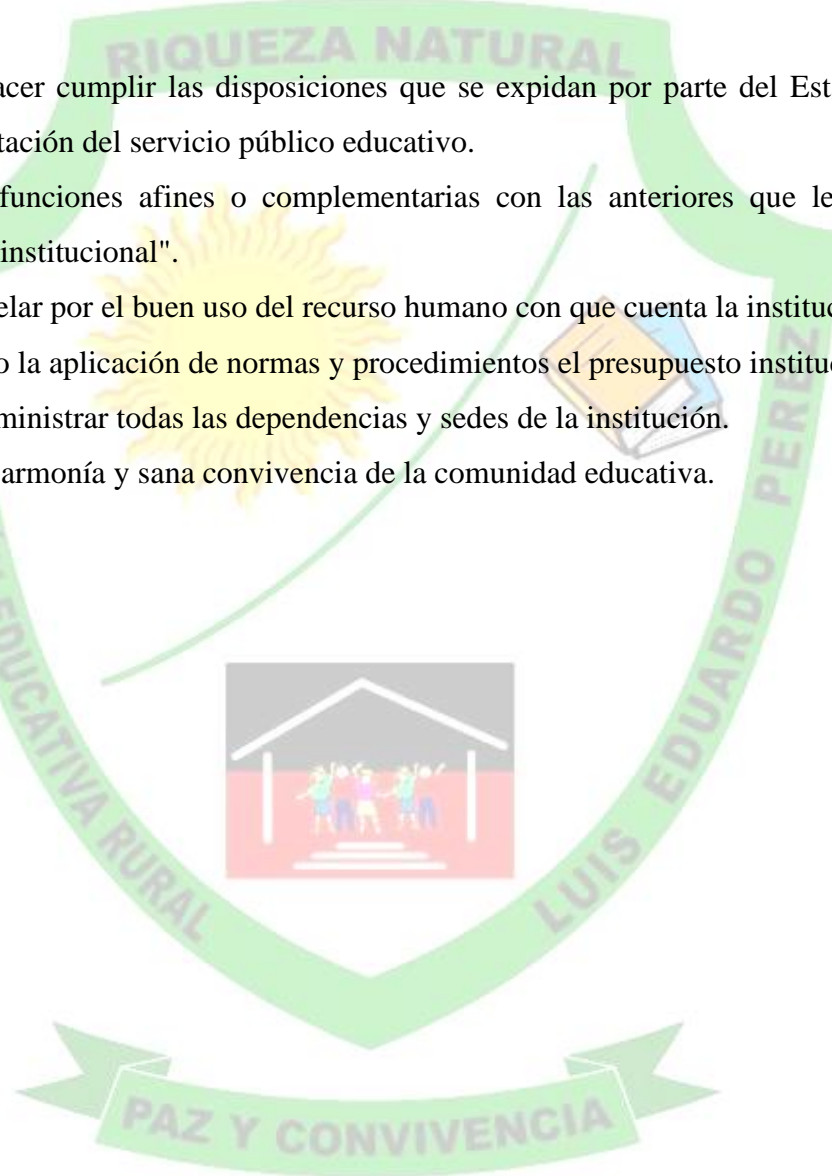 RIQUEZA NATURAL
acer cumplir las disposiciones que se expidan por parte del Est
tación del servicio público educativo.
funciones afines o complementarias con las anteriores que le
institucional".
elar por el buen uso del recurso humano con que cuenta la instituc
o la aplicación de normas y procedimientos el presupuesto instituc
ministrar todas las dependencias y sedes de la institución.
armonía y sana convivencia de la comunidad educativa.
EDUCATIVA RURAL
LUIS EDUARDO PEREZ
PAZ Y CONVIVENCIA